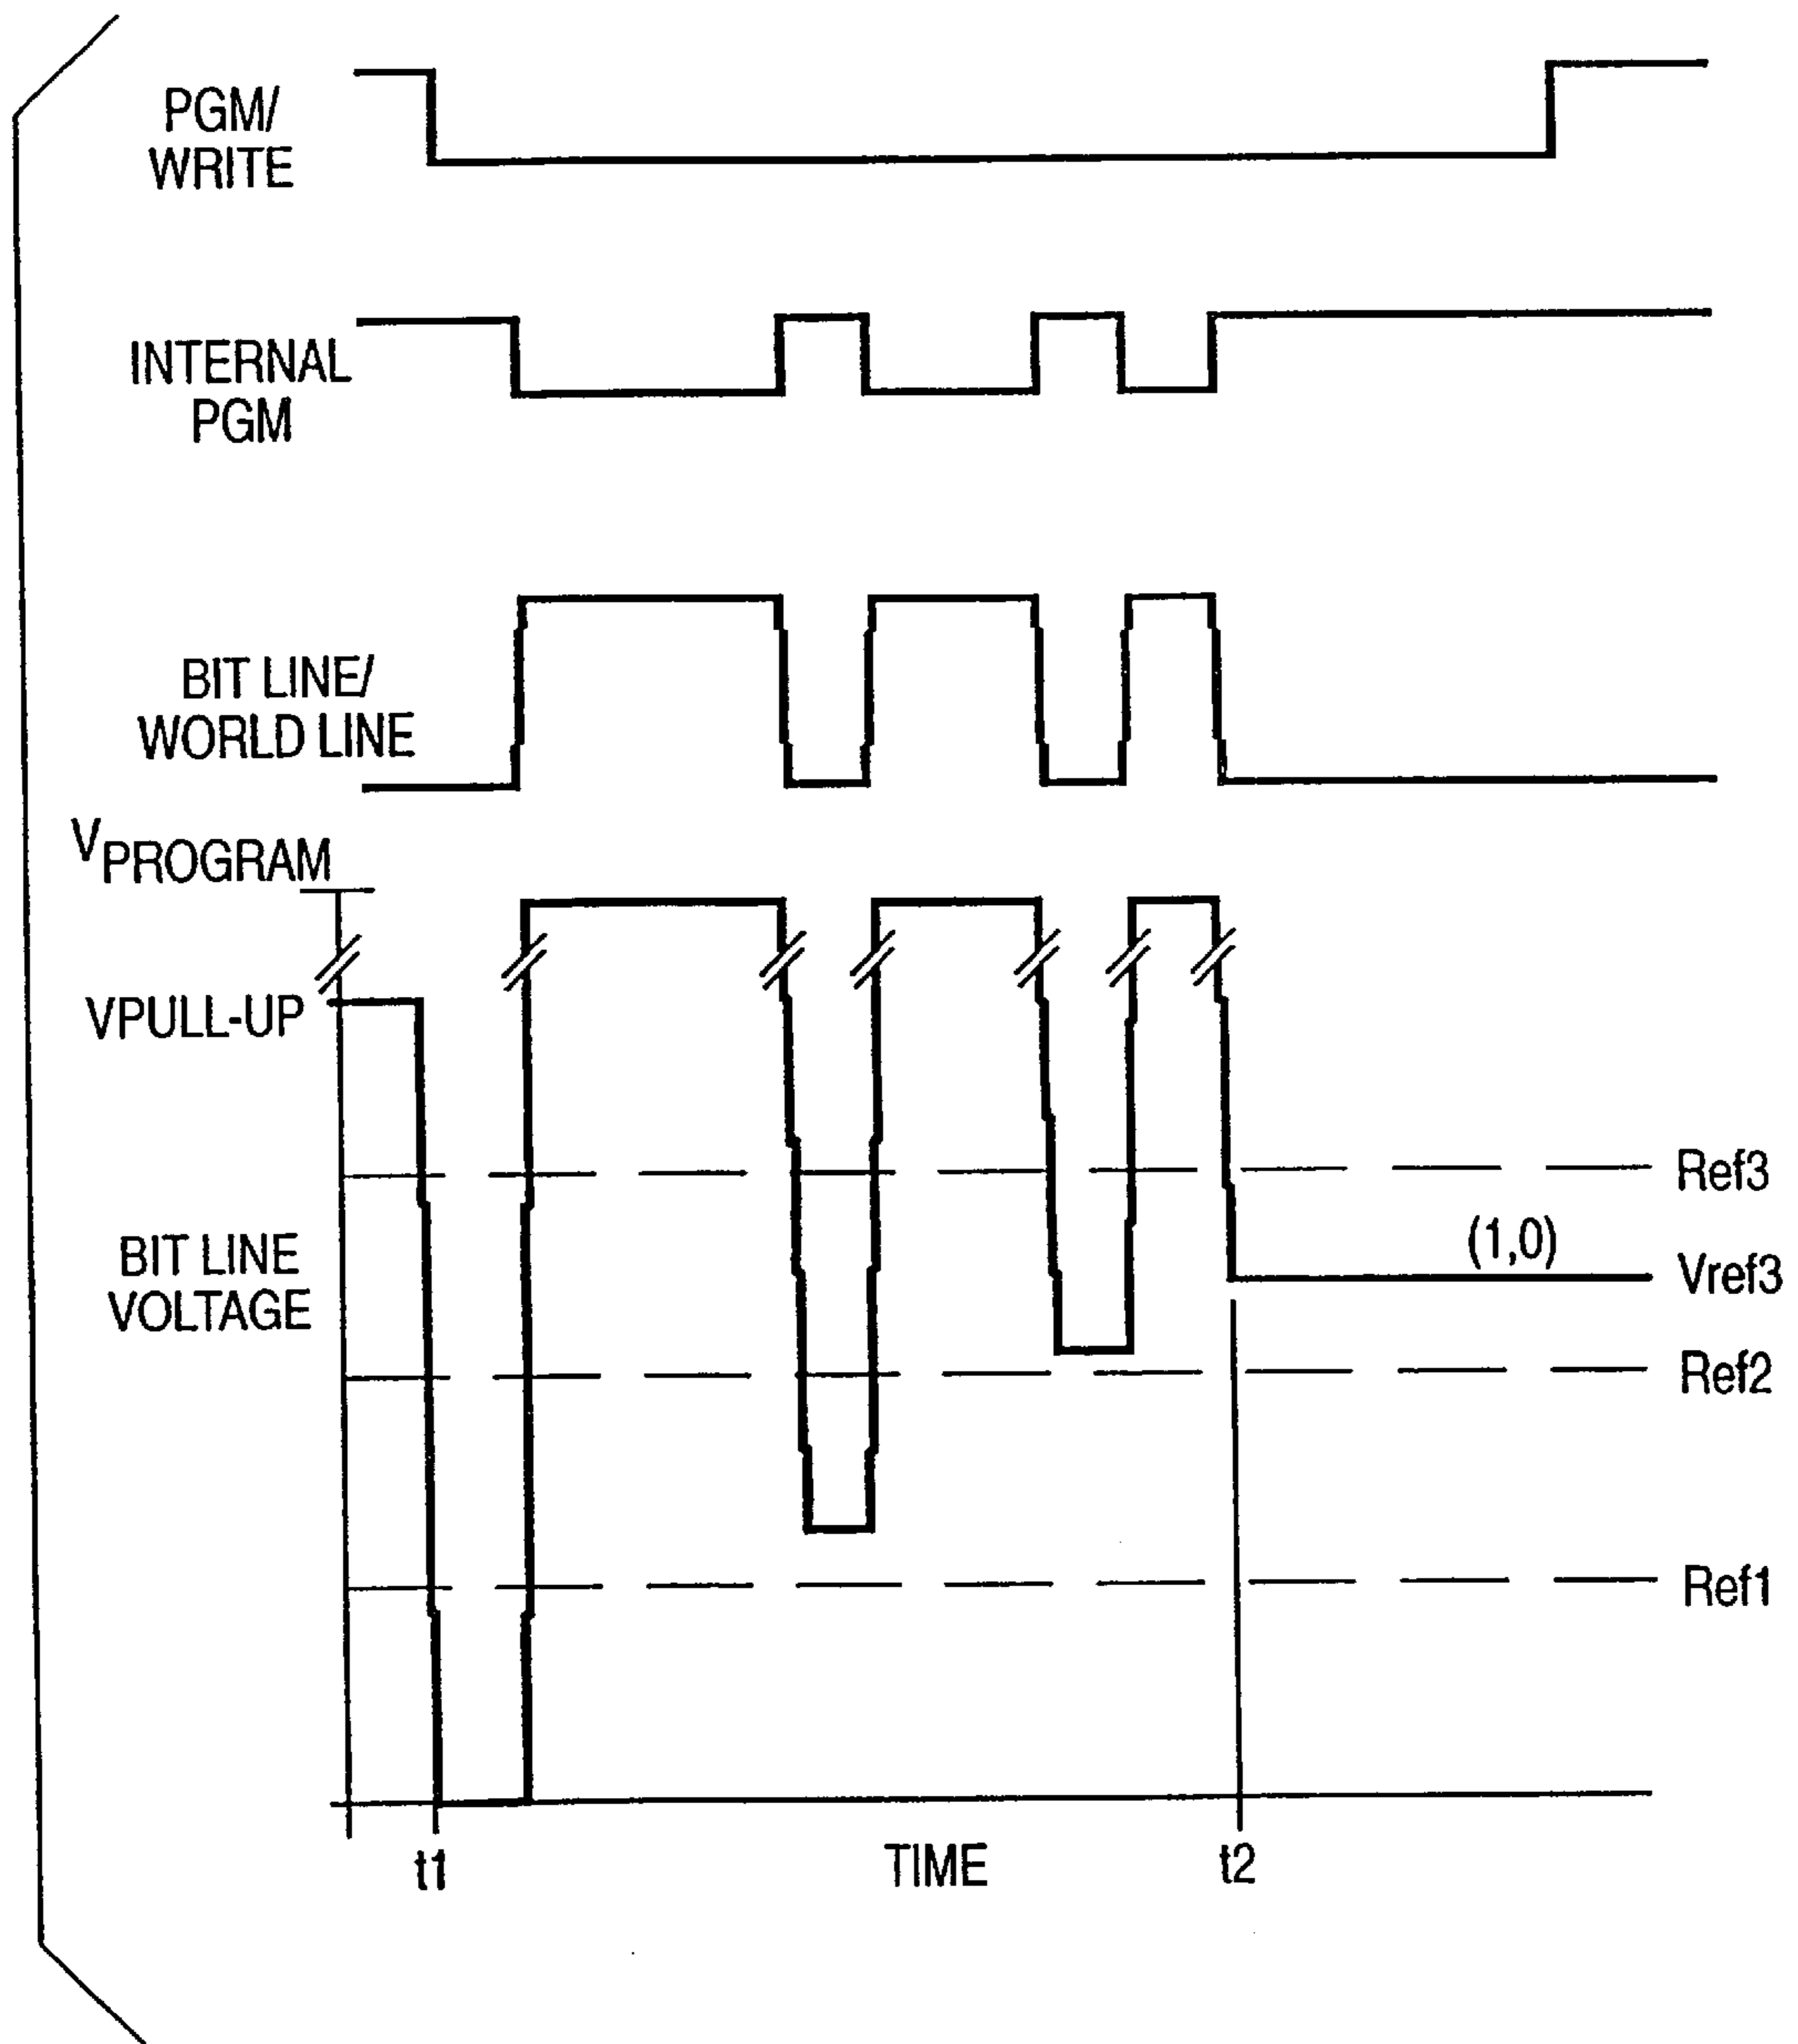 PGM/
WRITE
INTERNAL
PGM
BIT LINE/
WORLD LINE
VPROGRAM
VPULL-UP
Ref3
(1,0)
BIT LINE
VOLTAGE
Vref3
Ref2
Ref1
t1
TIME
t2